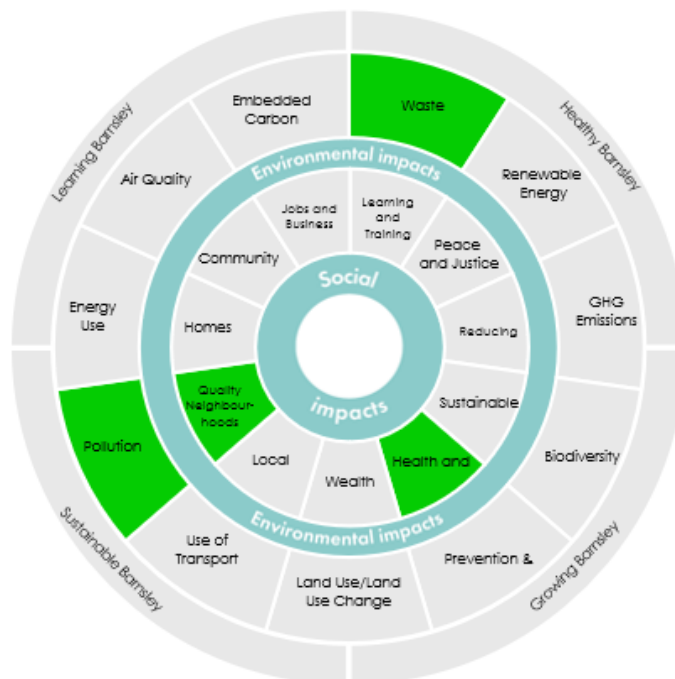 Learning Barnsley
Healthy Barnsley
Growing Barnsley
Sustainable Barnsley
Embedded
Carbon
Waste
Renewable
Energy
GHG
Emissions
Biodiversity
Prevention &
Land Use/Land
Use Change
Use of
Transport
Pollution
Energy
Use
Air Quality
Environmental impacts
Jobs and
Business
Learning
and
Training
Peace
and Justice
Reducing
Sustainable
Health and
Wealth
Local
Quality
Neighbour-
hoods
Homes
Community
Social
impacts
Environmental impacts